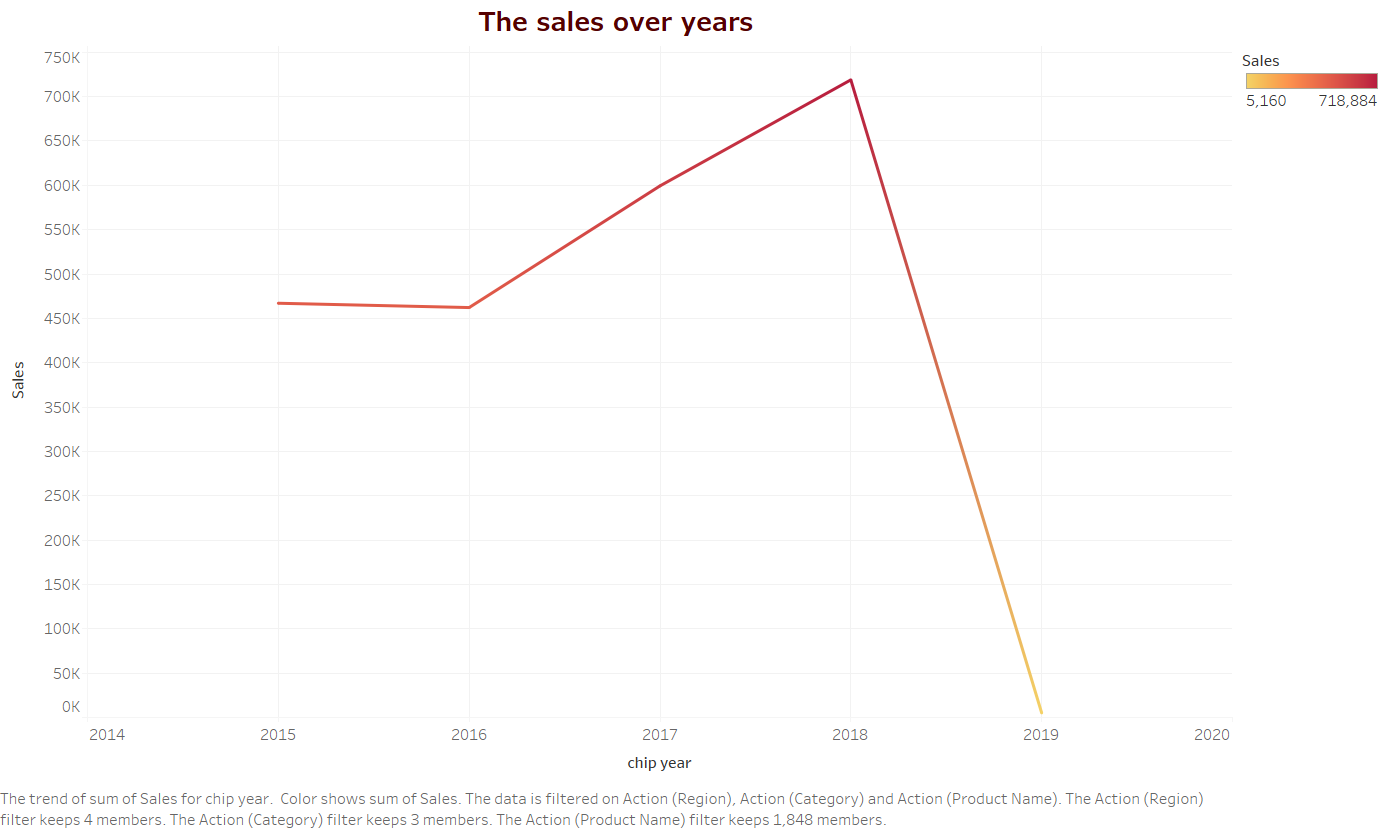 The sales over years
Sales
5,160 718,884
750K
700K
650K
600K
550K
500K
450K
400K
350K
300K
250K
200K
150K
100K
50K
0K
Sales
2014 2015 2016 2017 2018 2019 2020
chip year
The trend of sum of Sales for chip year.  Color shows sum of Sales. The data is filtered on Action (Region), Action (Category) and Action (Product Name). The Action (Region)
filter keeps 4 members. The Action (Category) filter keeps 3 members. The Action (Product Name) filter keeps 1,848 members.